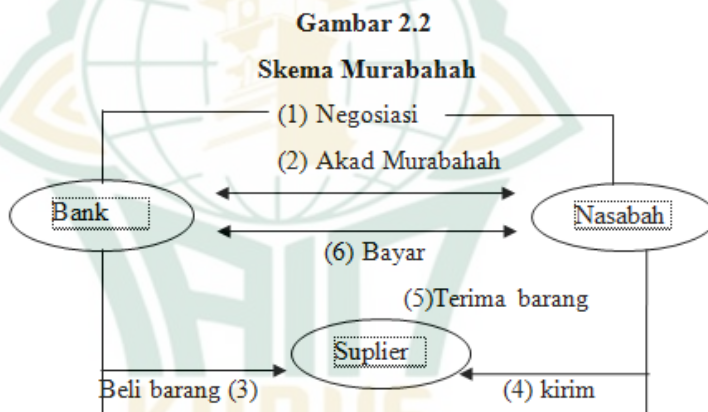 Gambar 2.2
Skema Murabahah
(1) Negosiasi
(2) Akad Murabahah
Bank
Nasabah
(6) Bayar
(5)Terima barang
Suplier
Beli barang (3)
(4) kirim